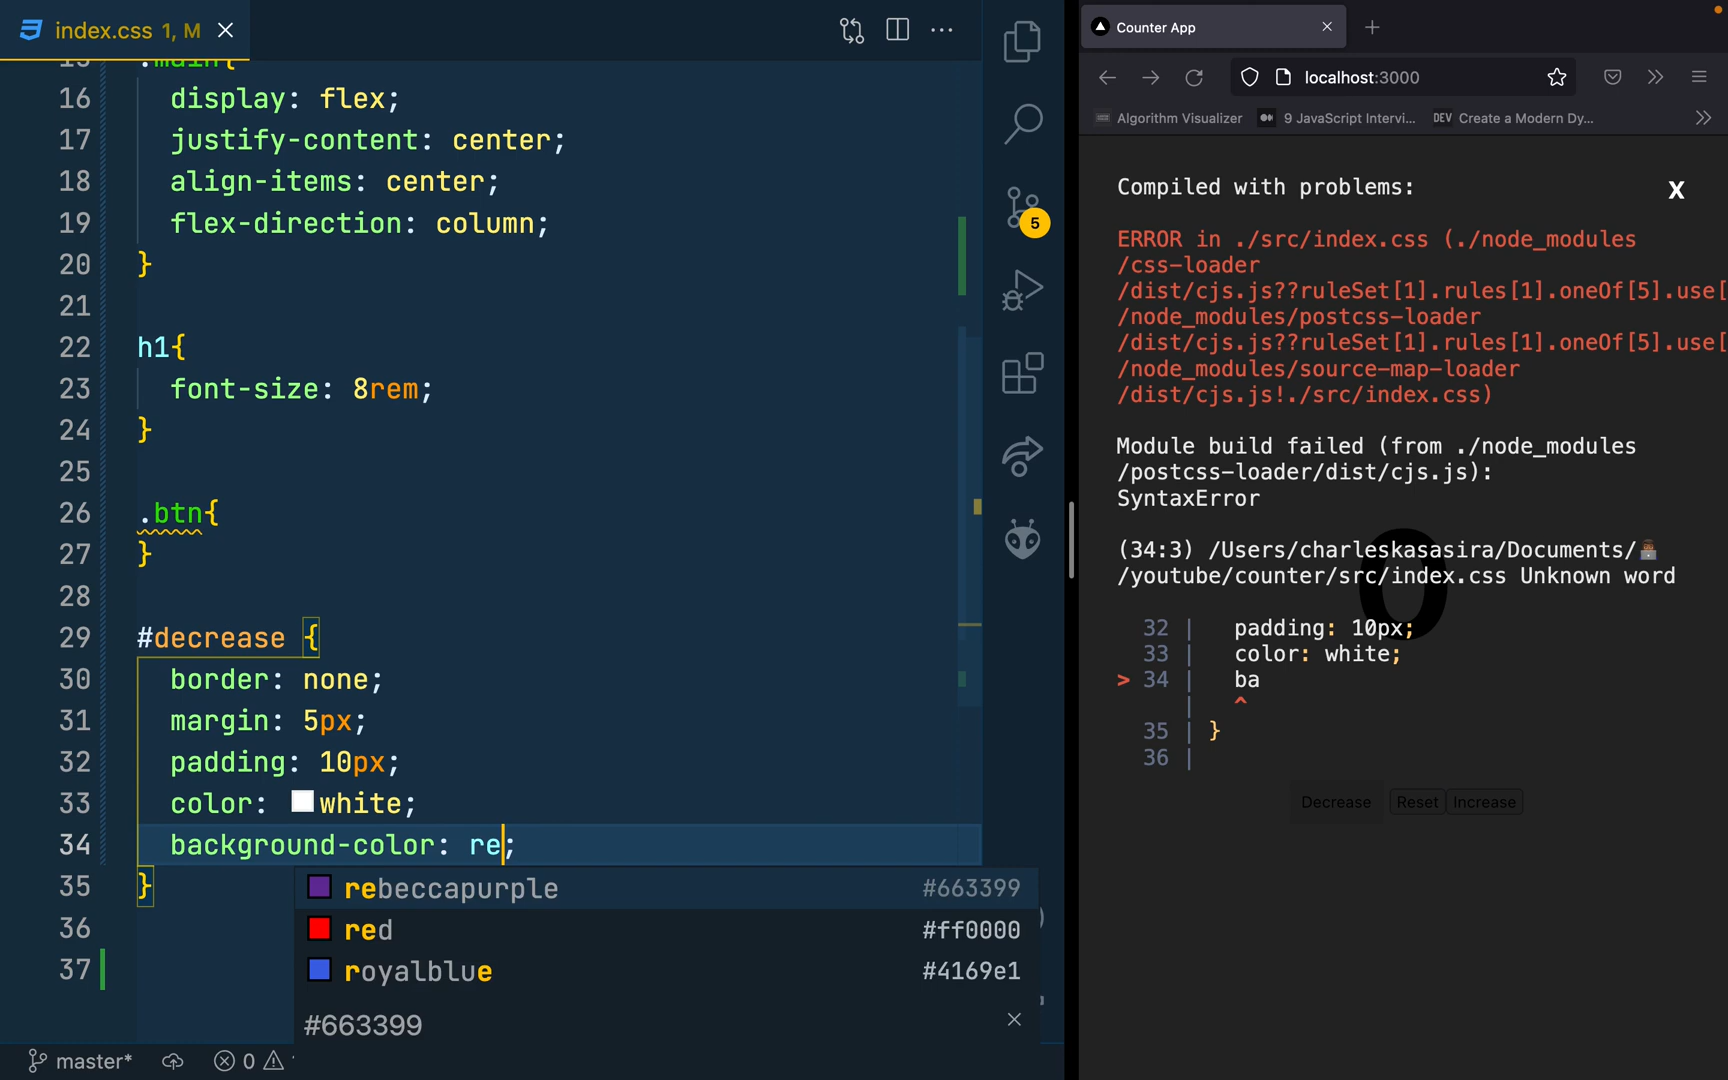 index.css 1, M
Counter App
localhost:3000
Algorithm Visualizer
9 JavaScript Intervi...
DEV
Create a Modern Dy...
.main{
16 display: flex;
17 justify-content: center;
18 align-items: center;
19 flex-direction: column;
20 }
21
22 h1{
23 font-size: 8rem;
24 }
25
26 .btn{
27 }
28
29 #decrease {
30 border: none;
31 margin: 5px;
32 padding: 10px;
33 color: white;
34 background-color: re;
35 }
36
37
rebeccapurple #663399
red #ff0000
royalblue #4169e1
#663399
master*
0
5
Compiled with problems:
X
ERROR in ./src/index.css (./node_modules
/css-loader
/dist/cjs.js??ruleSet[1].rules[1].oneOf[5].use[
/node_modules/postcss-loader
/dist/cjs.js??ruleSet[1].rules[1].oneOf[5].use[
/node_modules/source-map-loader
/dist/cjs.js!./src/index.css)
Module build failed (from ./node_modules
/postcss-loader/dist/cjs.js):
SyntaxError
(34:3) /Users/charleskasasira/Documents/
/youtube/counter/src/index.css Unknown word
0
32 | padding: 10px;
33 | color: white;
> 34 | ba
| ^
35 | }
36 |
Decrease Reset Increase